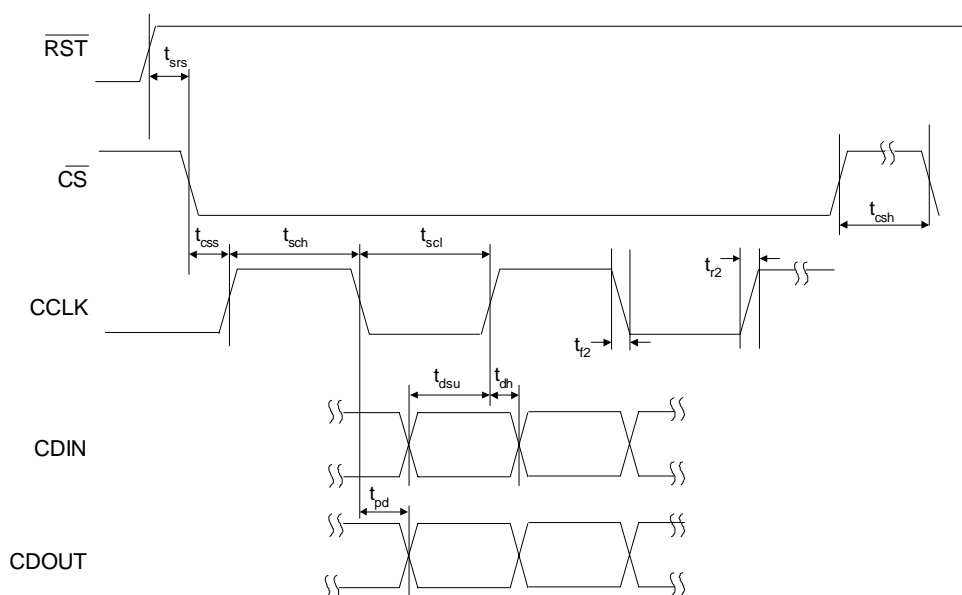 RST
tsrs
CS
tcsh
tcss
tsch
tscl
tr2
CCLK
tf2
tdsu
tdh
CDIN
tpd
CDOUT